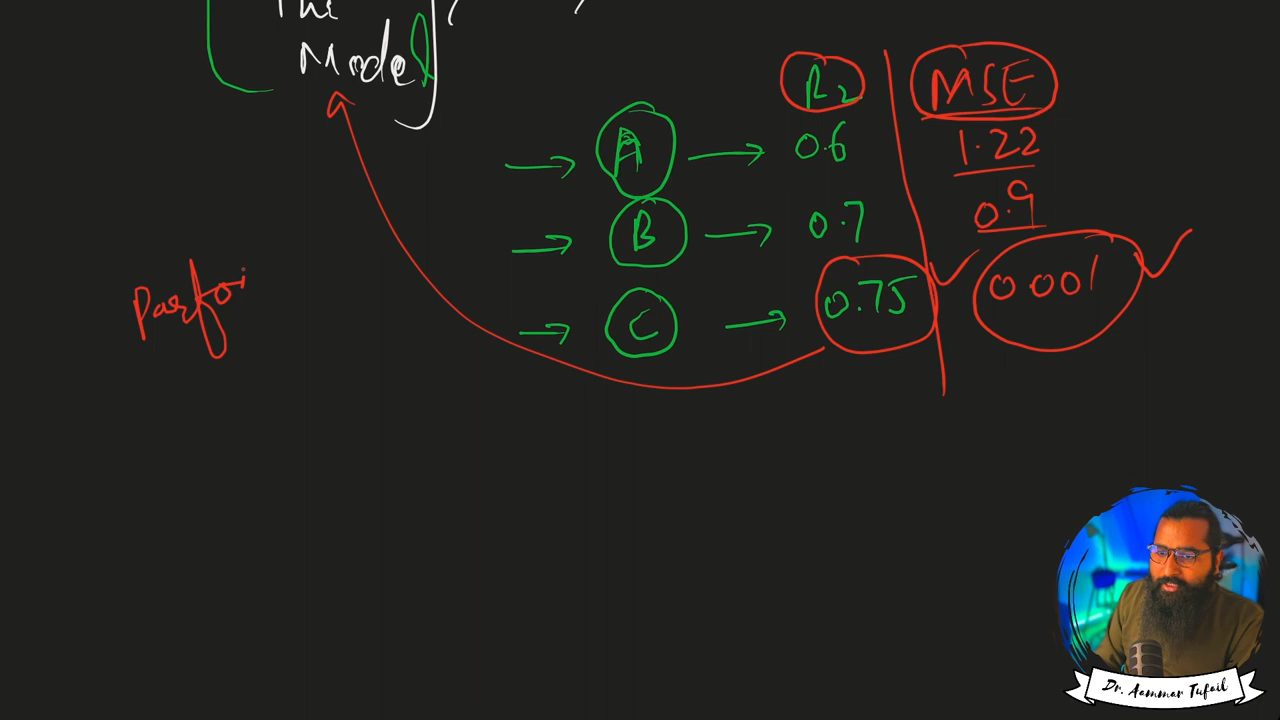 The
Model
R2 MSE
→ A → 0.6 1.22
→ B → 0.7 0.9
→ C → 0.75 ✓ 0.001 ✓
Parfoi
Dr. Aammar Tufail